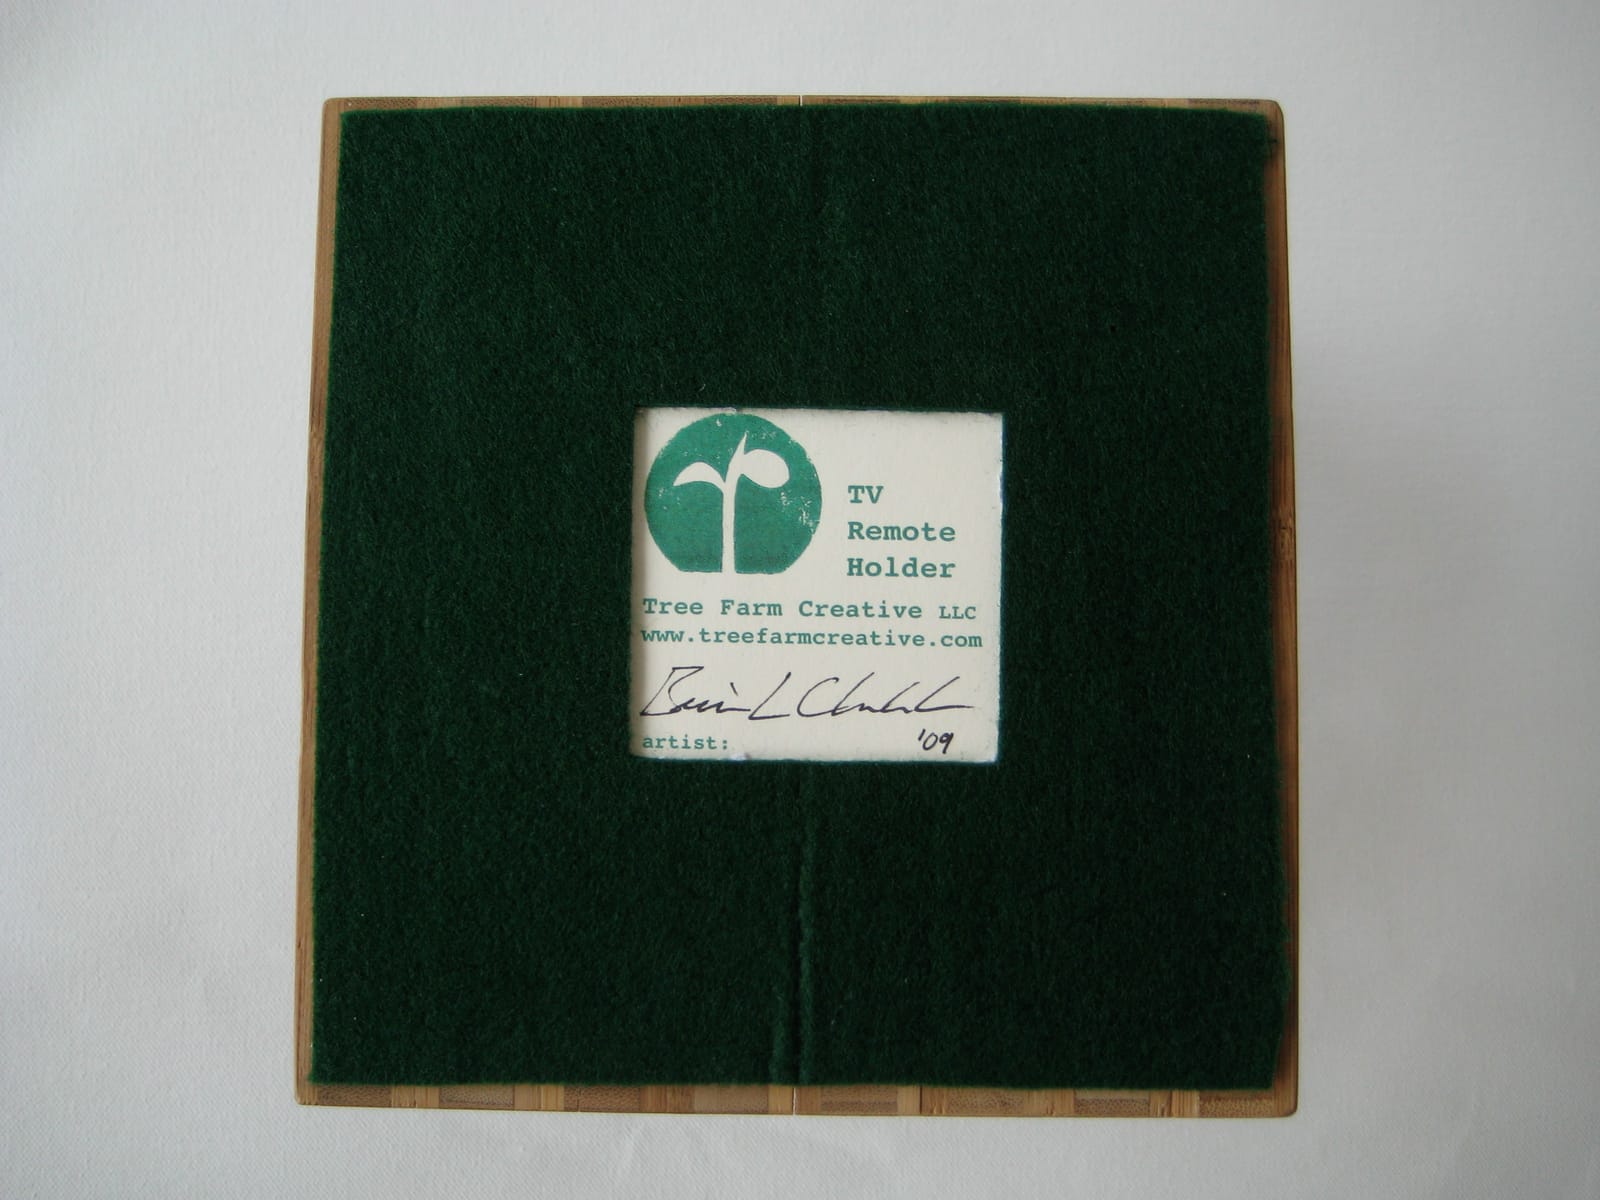 TV
Remote
Holder
Tree Farm Creative LLC
www.treefarmcreative.com
artist:
'09